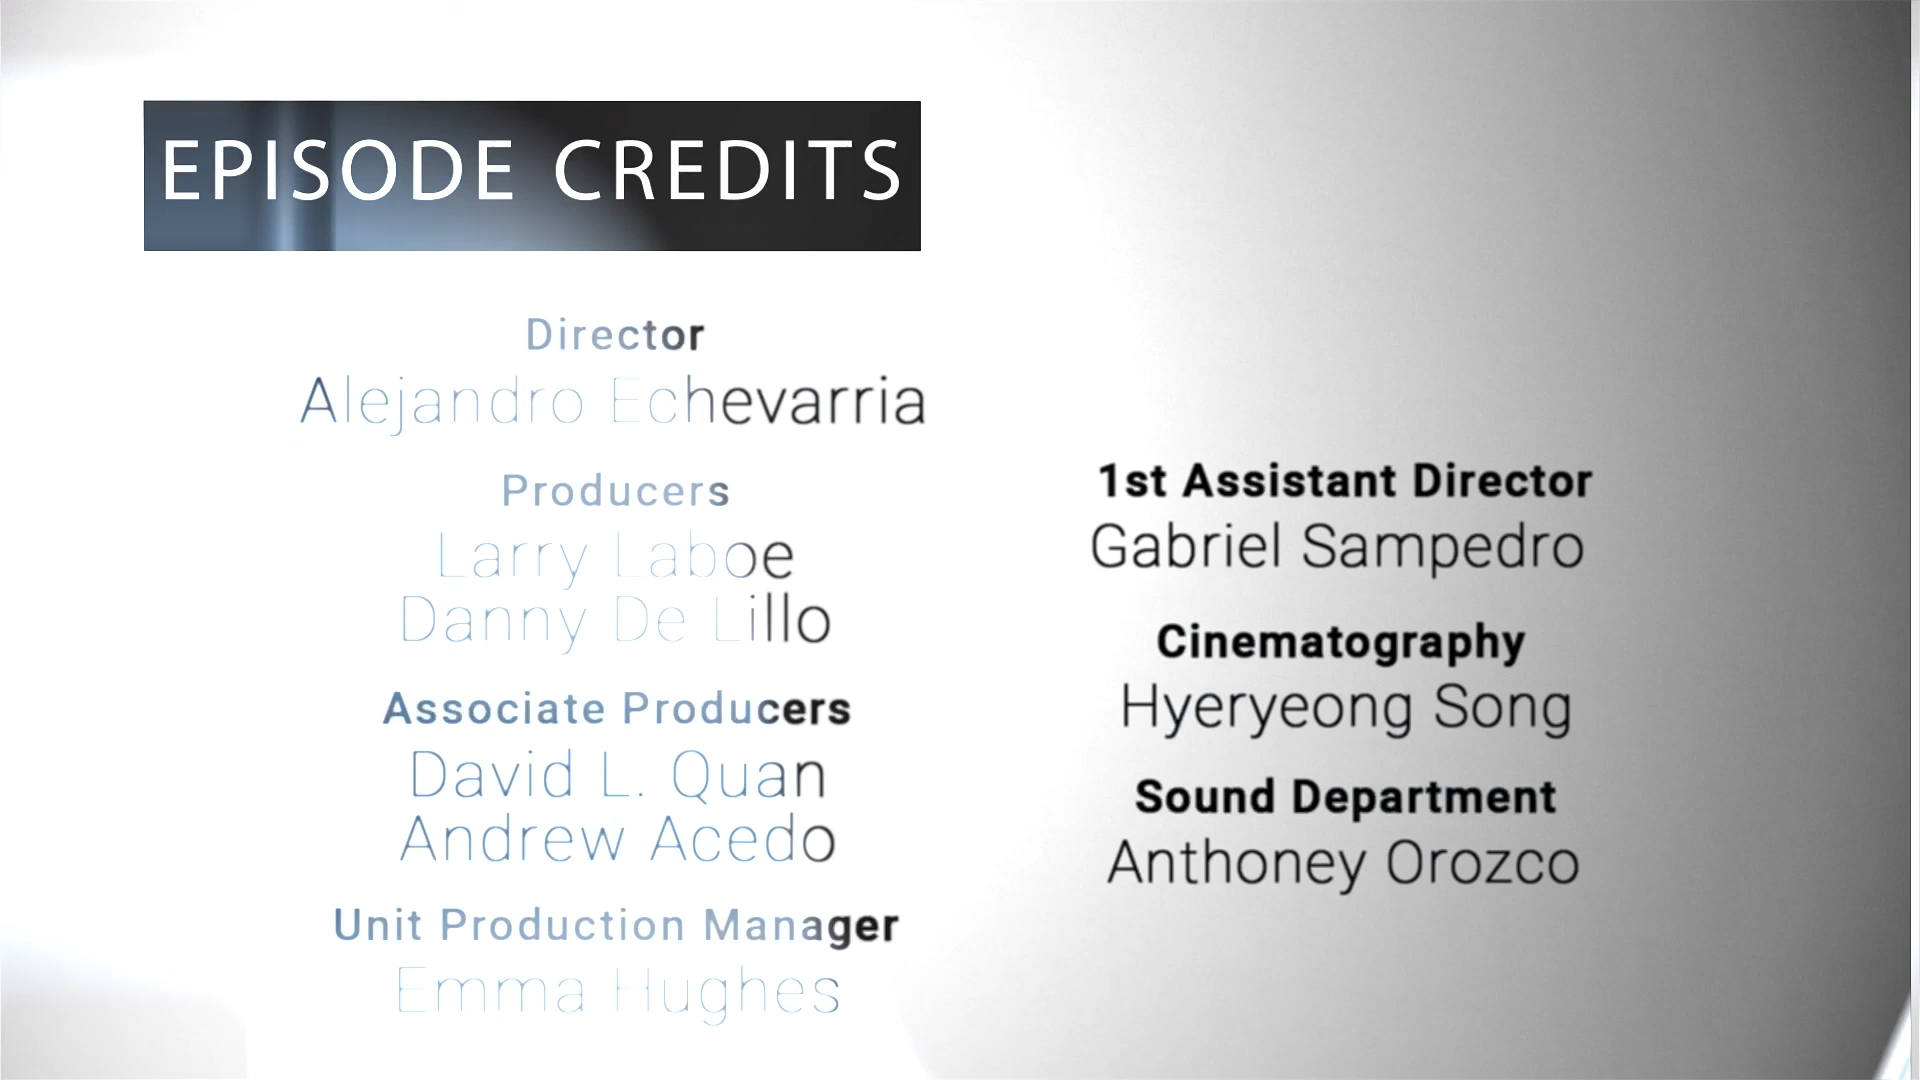 EPISODE CREDITS
Director
Alejandro Echevarria
Producers
Larry Laboe
Danny De Lillo
Associate Producers
David L. Quan
Andrew Acedo
Unit Production Manager
Emma Hughes
1st Assistant Director
Gabriel Sampedro
Cinematography
Hyeryeong Song
Sound Department
Anthoney Orozco